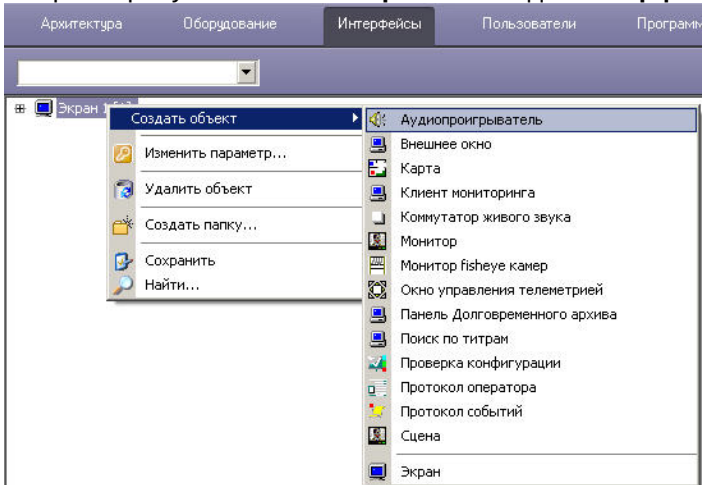 Архитектура Оборудование Интерфейсы Пользователи Программ
Экран 1
Создать объект
Изменить параметр...
Удалить объект
Создать папку...
Сохранить
Найти...
Аудиопроигрыватель
Внешнее окно
Карта
Клиент мониторинга
Коммутатор живого звука
Монитор
Монитор fisheye камер
Окно управления телеметрией
Панель Долговременного архива
Поиск по титрам
Проверка конфигурации
Протокол оператора
Протокол событий
Сцена
Экран